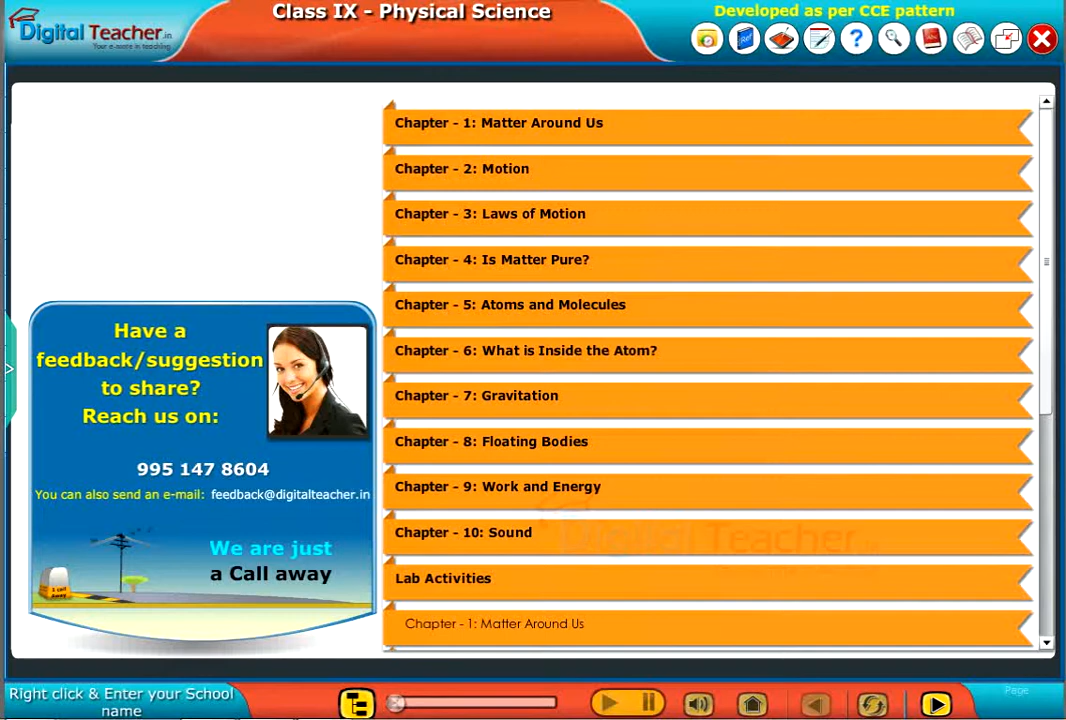 Digital Teacher.in
Your e-mate in teaching
Class IX - Physical Science
Developed as per CCE pattern
Chapter - 1: Matter Around Us
Chapter - 2: Motion
Chapter - 3: Laws of Motion
Chapter - 4: Is Matter Pure?
Chapter - 5: Atoms and Molecules
Chapter - 6: What is Inside the Atom?
Chapter - 7: Gravitation
Chapter - 8: Floating Bodies
Chapter - 9: Work and Energy
Chapter - 10: Sound
Lab Activities
Chapter - 1: Matter Around Us
Have a
feedback/suggestion
to share?
Reach us on:
995 147 8604
You can also send an e-mail: feedback@digitalteacher.in
We are just
a Call away
Digital Teacher.in
Right click & Enter your School
name
Page